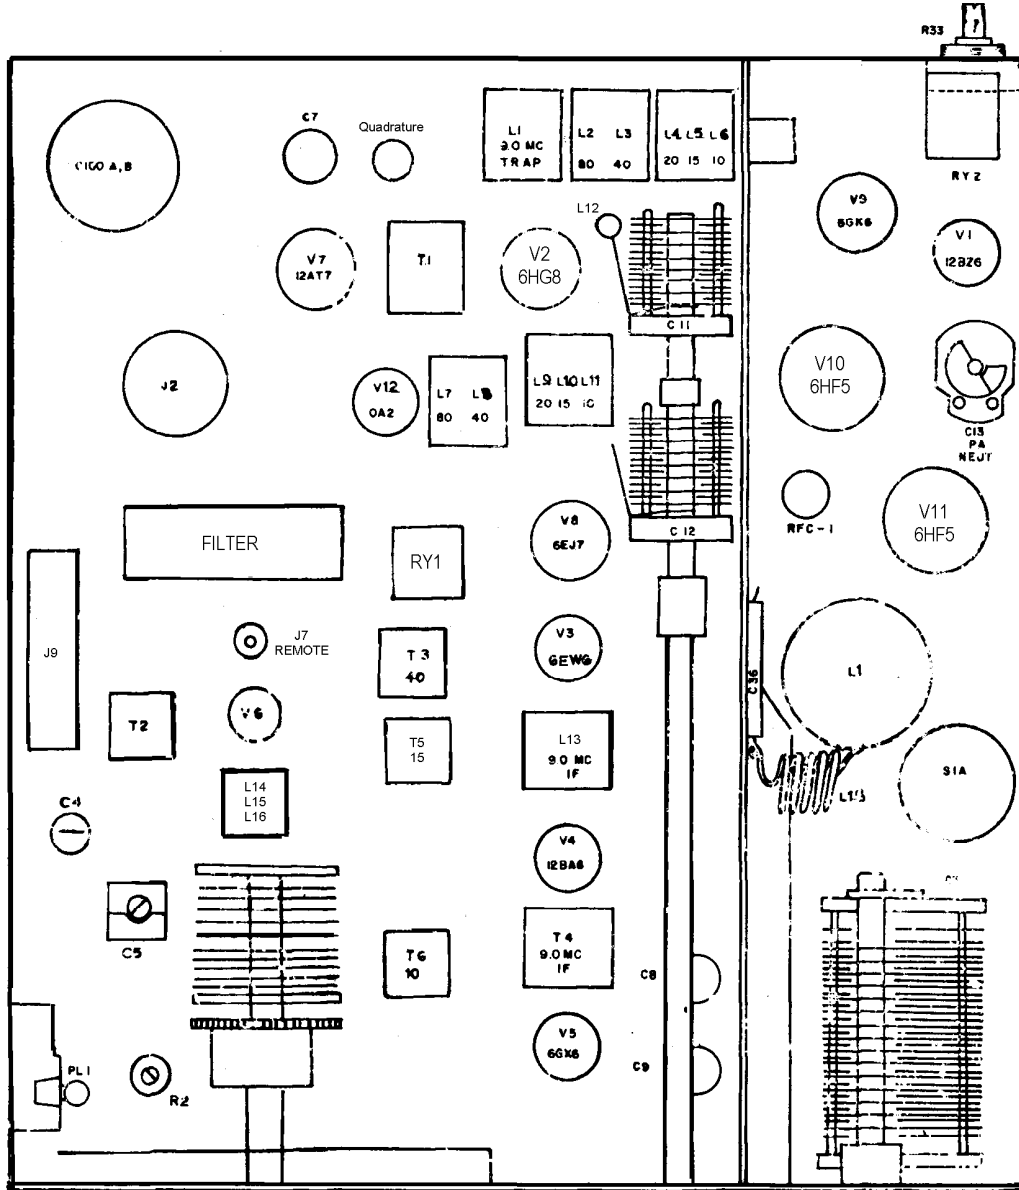 R33
C7
Quadrature
L1
9.0 MC
TRAP
L2 L3
80 40
L4 L5 L6
20 15 10
C100 A,B
RY2
V9
6GK6
L12
V1
12BZ6
V7
12AT7
T1
V2
6HG8
C11
V10
6HF5
J2
V12
0A2
L7 L8
80 40
L9 L10 L11
20 15 10
C13
PA
NEUT
FILTER
RY1
V8
6EJ7
C12
RFC-1
V11
6HF5
J9
J7
REMOTE
T3
40
V3
6EW6
C36
L1
T2
V6
T5
15
L13
9.0 MC
IF
S1A
C4
L14
L15
L16
V4
12BA6
C5
T6
10
T4
9.0 MC
IF
C8
V5
6GX6
C9
PL1
R2